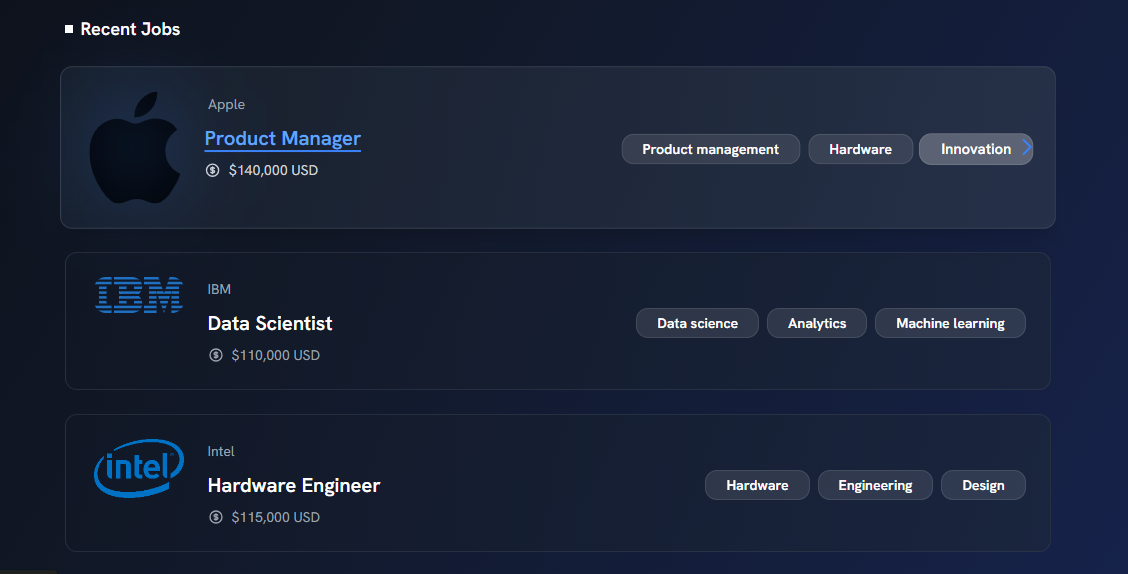 Recent Jobs
Apple
Product Manager
$140,000 USD
Product management Hardware Innovation
IBM
IBM
Data Scientist
$110,000 USD
Data science Analytics Machine learning
intel
Intel
Hardware Engineer
$115,000 USD
Hardware Engineering Design